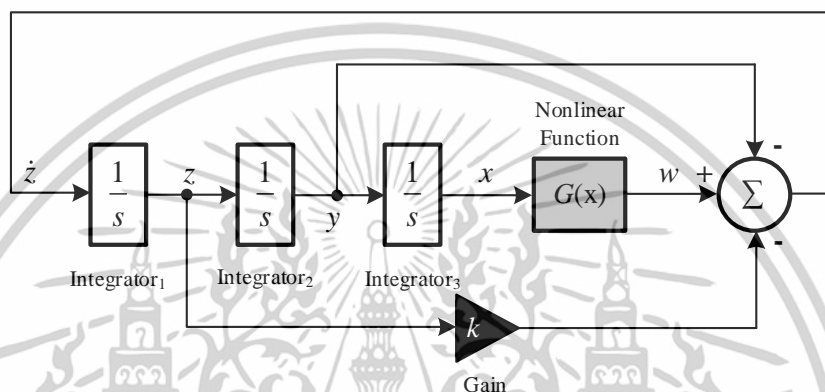 Nonlinear
Function
-
ż
1
s
z
1
s
y
1
s
x
G(x)
w
+
Σ
-
Integrator₁
Integrator₂
Integrator₃
k
Gain